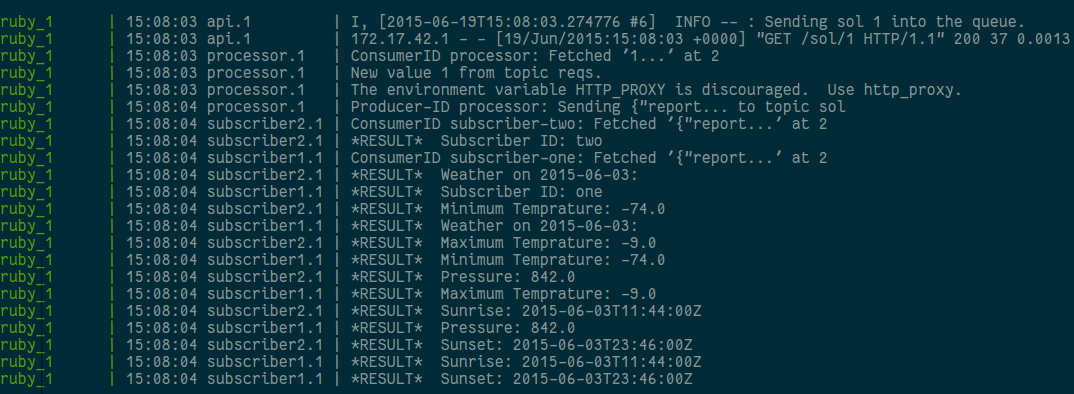 ruby_1 | 15:08:03 api.1 | I, [2015-06-19T15:08:03.274776 #6] INFO -- : Sending sol 1 into the queue.
ruby_1 | 15:08:03 api.1 | 172.17.42.1 - - [19/Jun/2015:15:08:03 +0000] "GET /sol/1 HTTP/1.1" 200 37 0.0013
ruby_1 | 15:08:03 processor.1 | ConsumerID processor: Fetched '1...' at 2
ruby_1 | 15:08:03 processor.1 | New value 1 from topic reqs.
ruby_1 | 15:08:03 processor.1 | The environment variable HTTP_PROXY is discouraged. Use http_proxy.
ruby_1 | 15:08:04 processor.1 | Producer-ID processor: Sending {"report... to topic sol
ruby_1 | 15:08:04 subscriber2.1 | ConsumerID subscriber-two: Fetched '{"report...' at 2
ruby_1 | 15:08:04 subscriber2.1 | *RESULT* Subscriber ID: two
ruby_1 | 15:08:04 subscriber1.1 | ConsumerID subscriber-one: Fetched '{"report...' at 2
ruby_1 | 15:08:04 subscriber2.1 | *RESULT* Weather on 2015-06-03:
ruby_1 | 15:08:04 subscriber1.1 | *RESULT* Subscriber ID: one
ruby_1 | 15:08:04 subscriber2.1 | *RESULT* Minimum Temprature: -74.0
ruby_1 | 15:08:04 subscriber1.1 | *RESULT* Weather on 2015-06-03:
ruby_1 | 15:08:04 subscriber2.1 | *RESULT* Maximum Temprature: -9.0
ruby_1 | 15:08:04 subscriber1.1 | *RESULT* Minimum Temprature: -74.0
ruby_1 | 15:08:04 subscriber2.1 | *RESULT* Pressure: 842.0
ruby_1 | 15:08:04 subscriber1.1 | *RESULT* Maximum Temprature: -9.0
ruby_1 | 15:08:04 subscriber2.1 | *RESULT* Sunrise: 2015-06-03T11:44:00Z
ruby_1 | 15:08:04 subscriber1.1 | *RESULT* Pressure: 842.0
ruby_1 | 15:08:04 subscriber2.1 | *RESULT* Sunset: 2015-06-03T23:46:00Z
ruby_1 | 15:08:04 subscriber1.1 | *RESULT* Sunrise: 2015-06-03T11:44:00Z
ruby_1 | 15:08:04 subscriber1.1 | *RESULT* Sunset: 2015-06-03T23:46:00Z